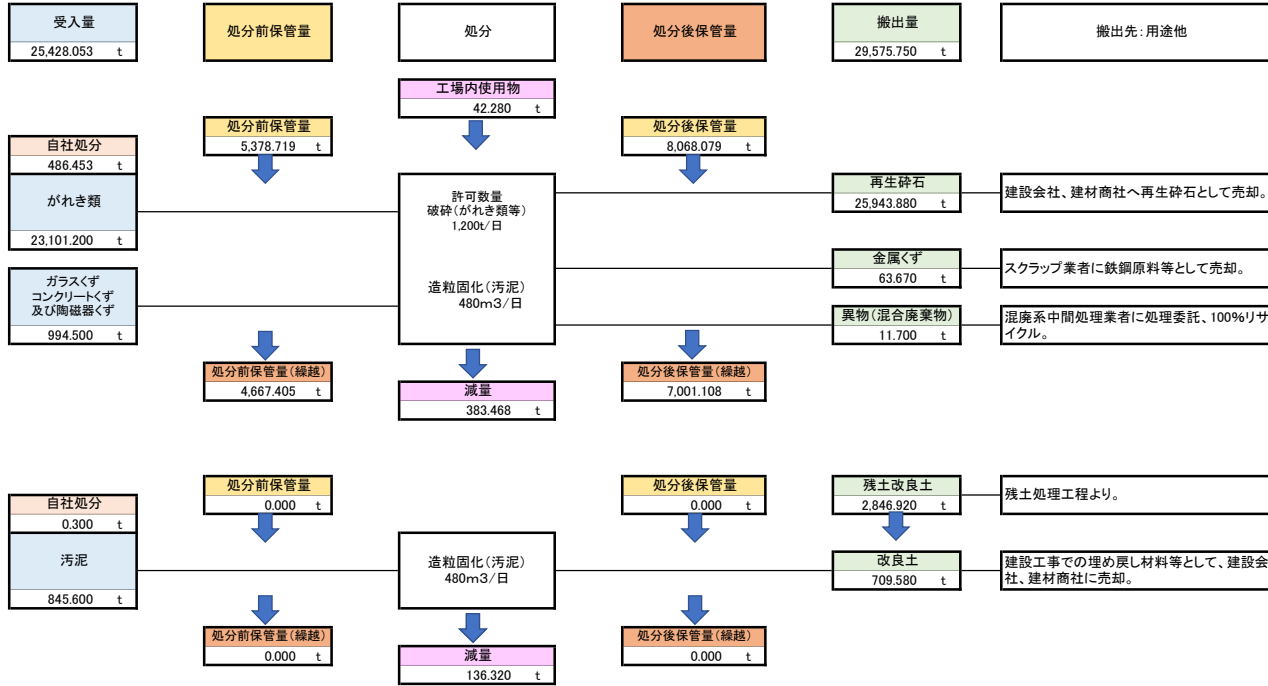 受入量
25,428.053 t
処分前保管量
処分
処分後保管量
搬出量
29,575.750 t
搬出先：用途他
工場内使用物
42.280 t
処分前保管量
5,378.719 t
処分後保管量
8,068.079 t
自社処分
486.453 t
がれき類
23,101.200 t
許可数量
破砕（がれき類等）
1,200t/日
造粒固化（汚泥）
480m3/日
再生砕石
25,943.880 t
建設会社、建材商社へ再生砕石として売却。
金属くず
63.670 t
スクラップ業者に鉄鋼原料等として売却。
ガラスくず
コンクリートくず
及び陶磁器くず
994.500 t
異物（混合廃棄物）
11.700 t
混廃系中間処理業者に処理委託、100%リサ
イクル。
処分前保管量（繰越）
4,667.405 t
減量
383.468 t
処分後保管量（繰越）
7,001.108 t
処分前保管量
0.000 t
処分後保管量
0.000 t
残土改良土
2,846.920 t
残土処理工程より。
自社処分
0.300 t
汚泥
845.600 t
造粒固化（汚泥）
480m3/日
改良土
709.580 t
建設工事での埋め戻し材料等として、建設会
社、建材商社に売却。
処分前保管量（繰越）
0.000 t
減量
136.320 t
処分後保管量（繰越）
0.000 t